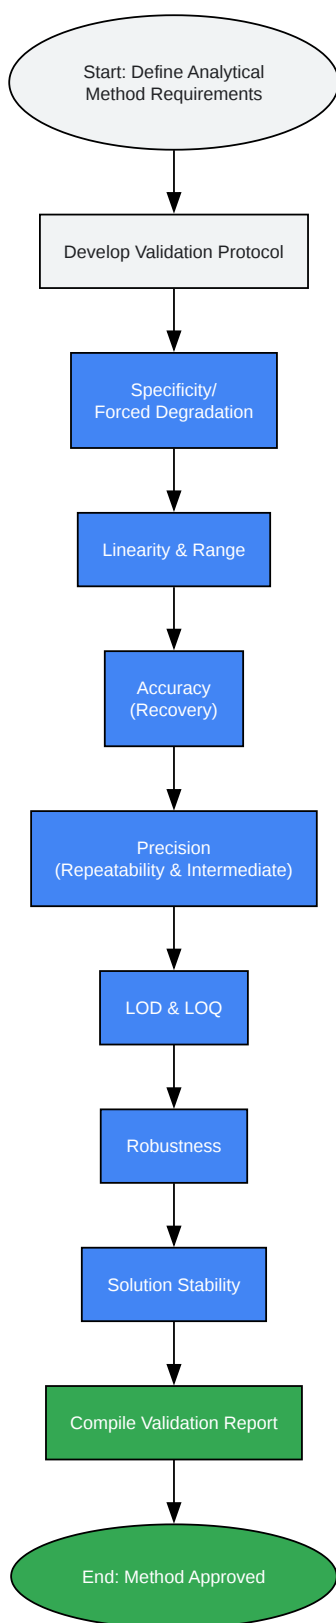 Start: Define Analytical
Method Requirements
Develop Validation Protocol
Specificity/
Forced Degradation
Linearity & Range
Accuracy
(Recovery)
Precision
(Repeatability & Intermediate)
LOD & LOQ
Robustness
Solution Stability
Compile Validation Report
End: Method Approved